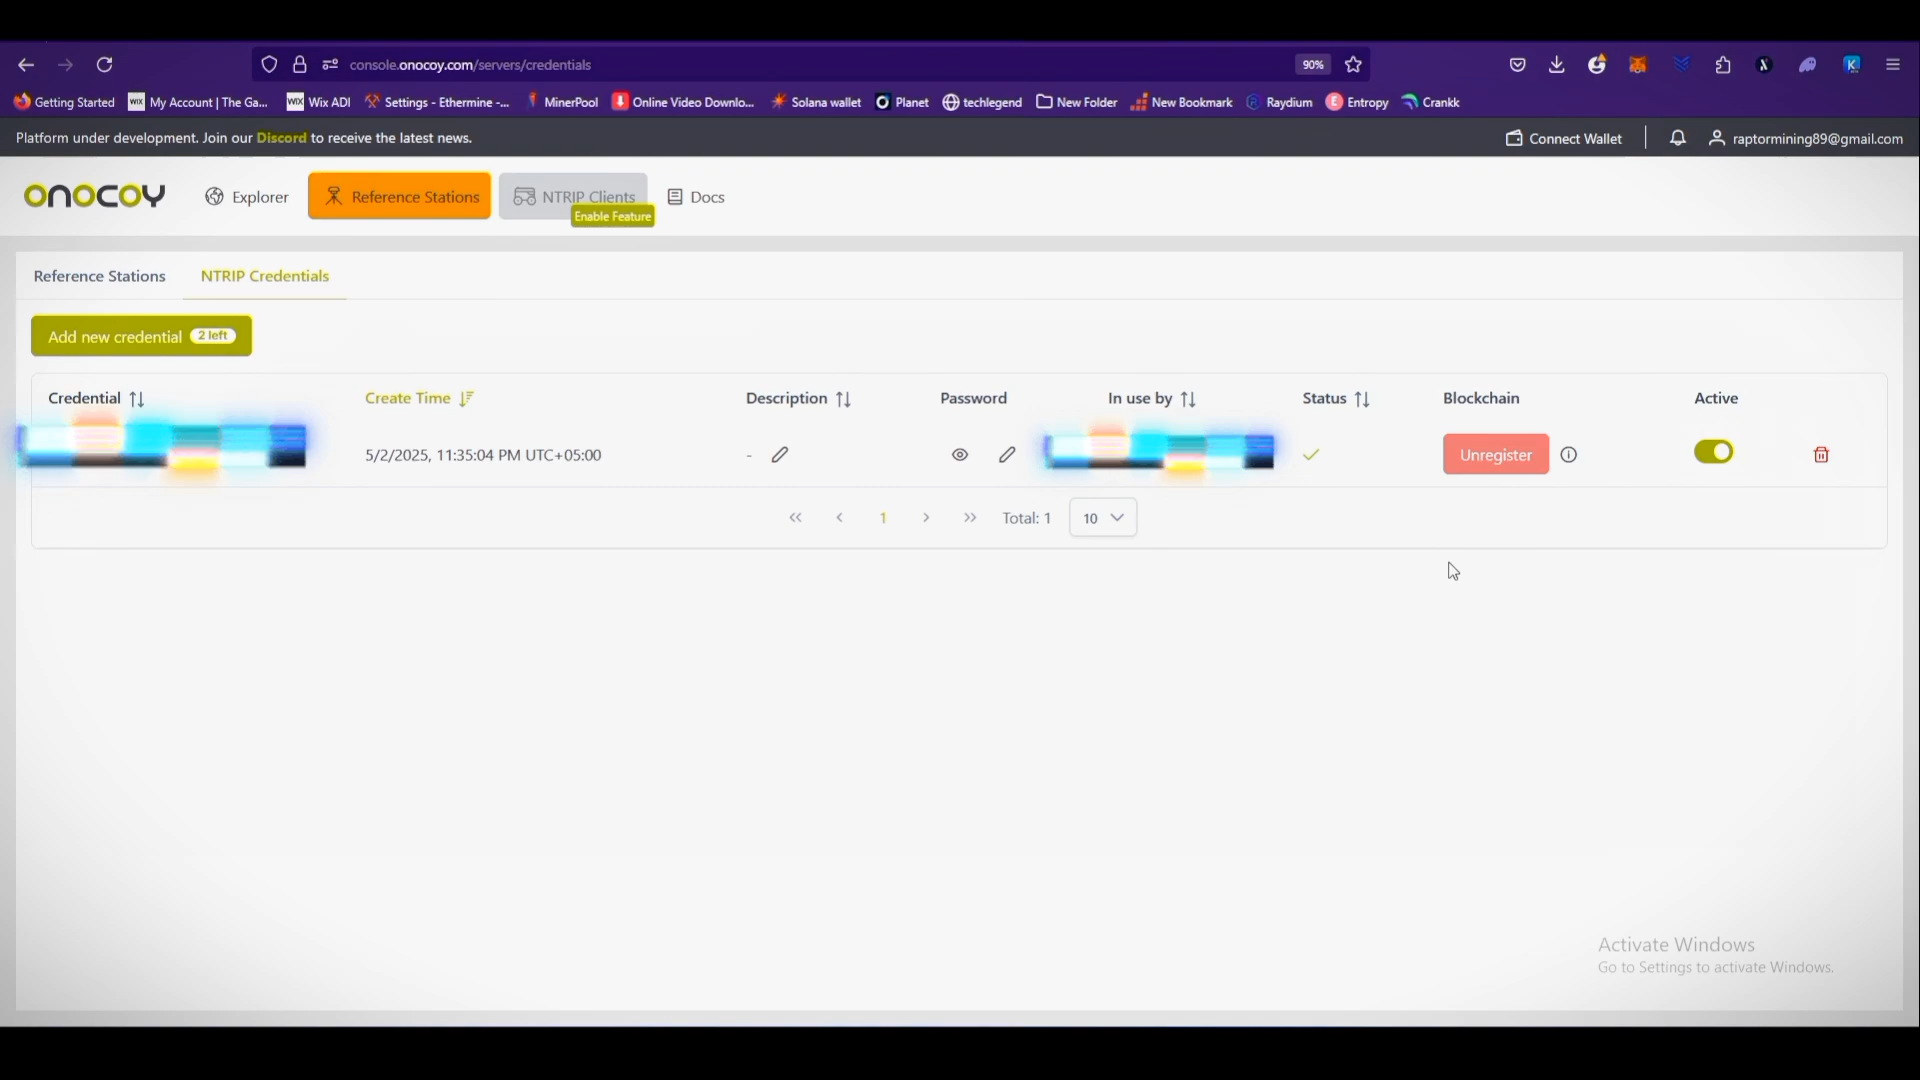 console.onocoy.com/servers/credentials
90%
Getting Started
My Account | The Ga...
Wix ADI
Settings - Ethermine -...
MinerPool
Online Video Downlo...
Solana wallet
Planet
techlegend
New Folder
New Bookmark
Raydium
Entropy
Crankk
Platform under development. Join our Discord to receive the latest news.
Connect Wallet
raptormining89@gmail.com
onocoy
Explorer
Reference Stations
NTRIP Clients
Enable Feature
Docs
Reference Stations
NTRIP Credentials
Add new credential 2 left
Credential
Create Time
Description
Password
In use by
Status
Blockchain
Active
5/2/2025, 11:35:04 PM UTC+05:00
-
Unregister
1
Total: 1
10
Activate Windows
Go to Settings to activate Windows.